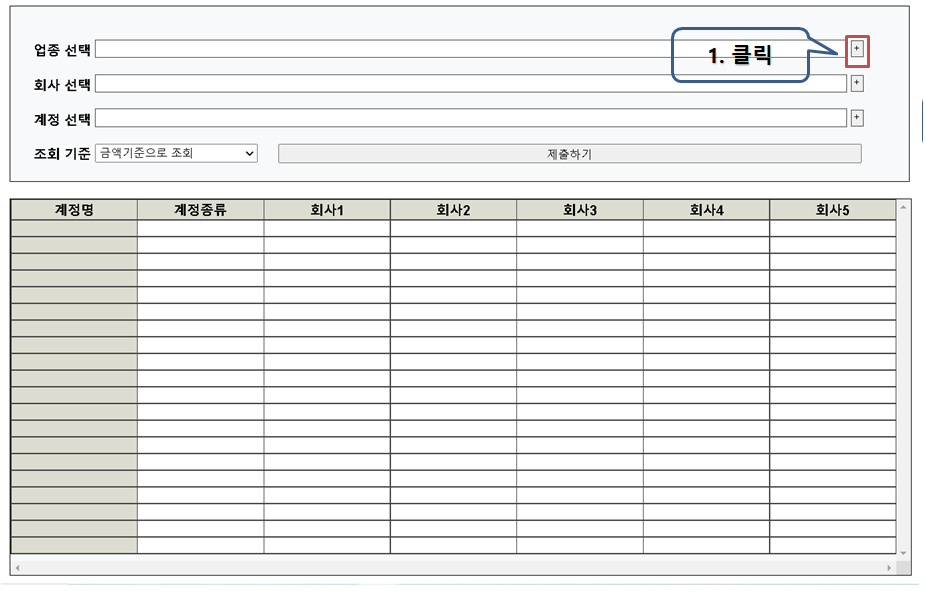 업종 선택 +
1. 클릭
회사 선택 +
계정 선택 +
조회 기준 금액기준으로 조회 제출하기
계정명 계정종류 회사1 회사2 회사3 회사4 회사5